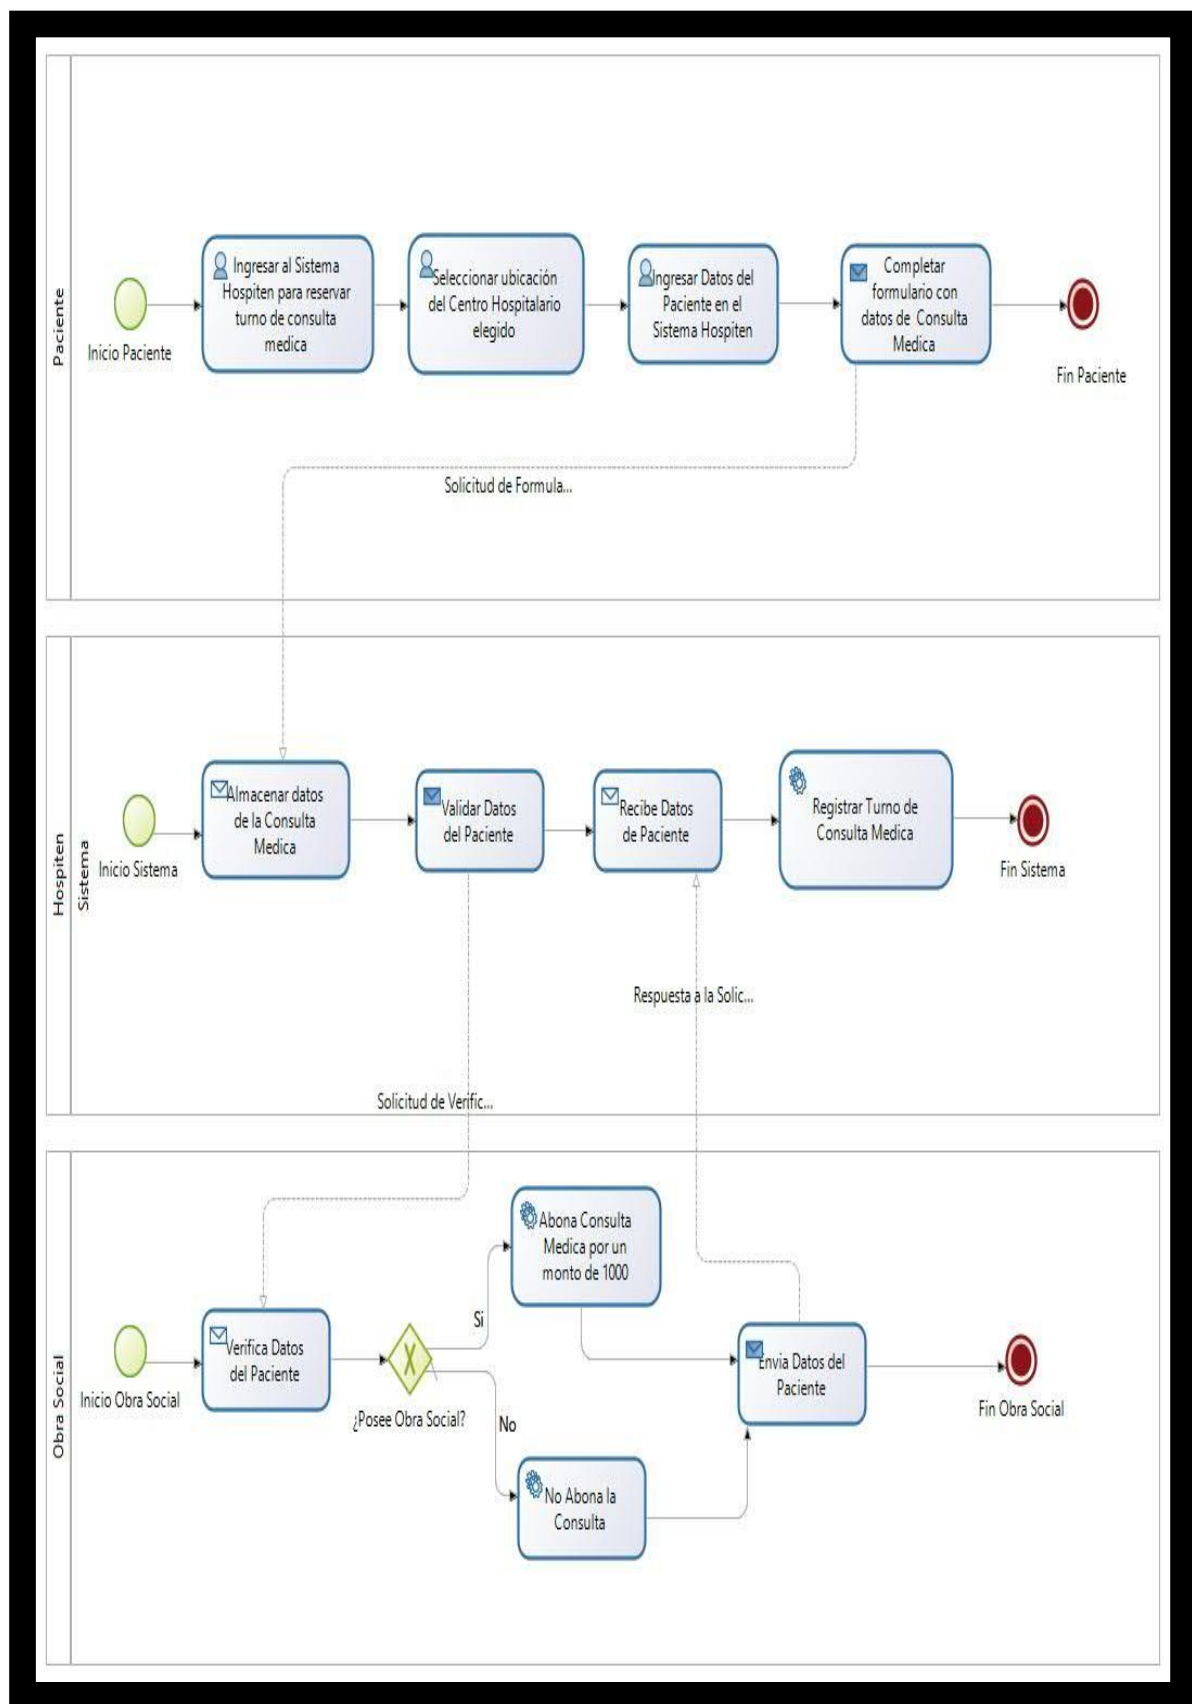 Paciente
Inicio Paciente
Ingresar al Sistema
Hospiten para reservar
turno de consulta
medica
Seleccionar ubicación
del Centro Hospitalario
elegido
Ingresar Datos del
Paciente en el
Sistema Hospiten
Completar
formulario con
datos de Consulta
Medica
Fin Paciente
Solicitud de Formula...
Hospiten
Sistema
Inicio Sistema
Almacenar datos
de la Consulta
Medica
Validar Datos
del Paciente
Recibe Datos
de Paciente
Registrar Turno de
Consulta Medica
Fin Sistema
Respuesta a la Solic...
Solicitud de Verific...
Obra Social
Inicio Obra Social
Verifica Datos
del Paciente
¿Posee Obra Social?
Si
Abona Consulta
Medica por un
monto de 1000
No
No Abona la
Consulta
Envia Datos del
Paciente
Fin Obra Social